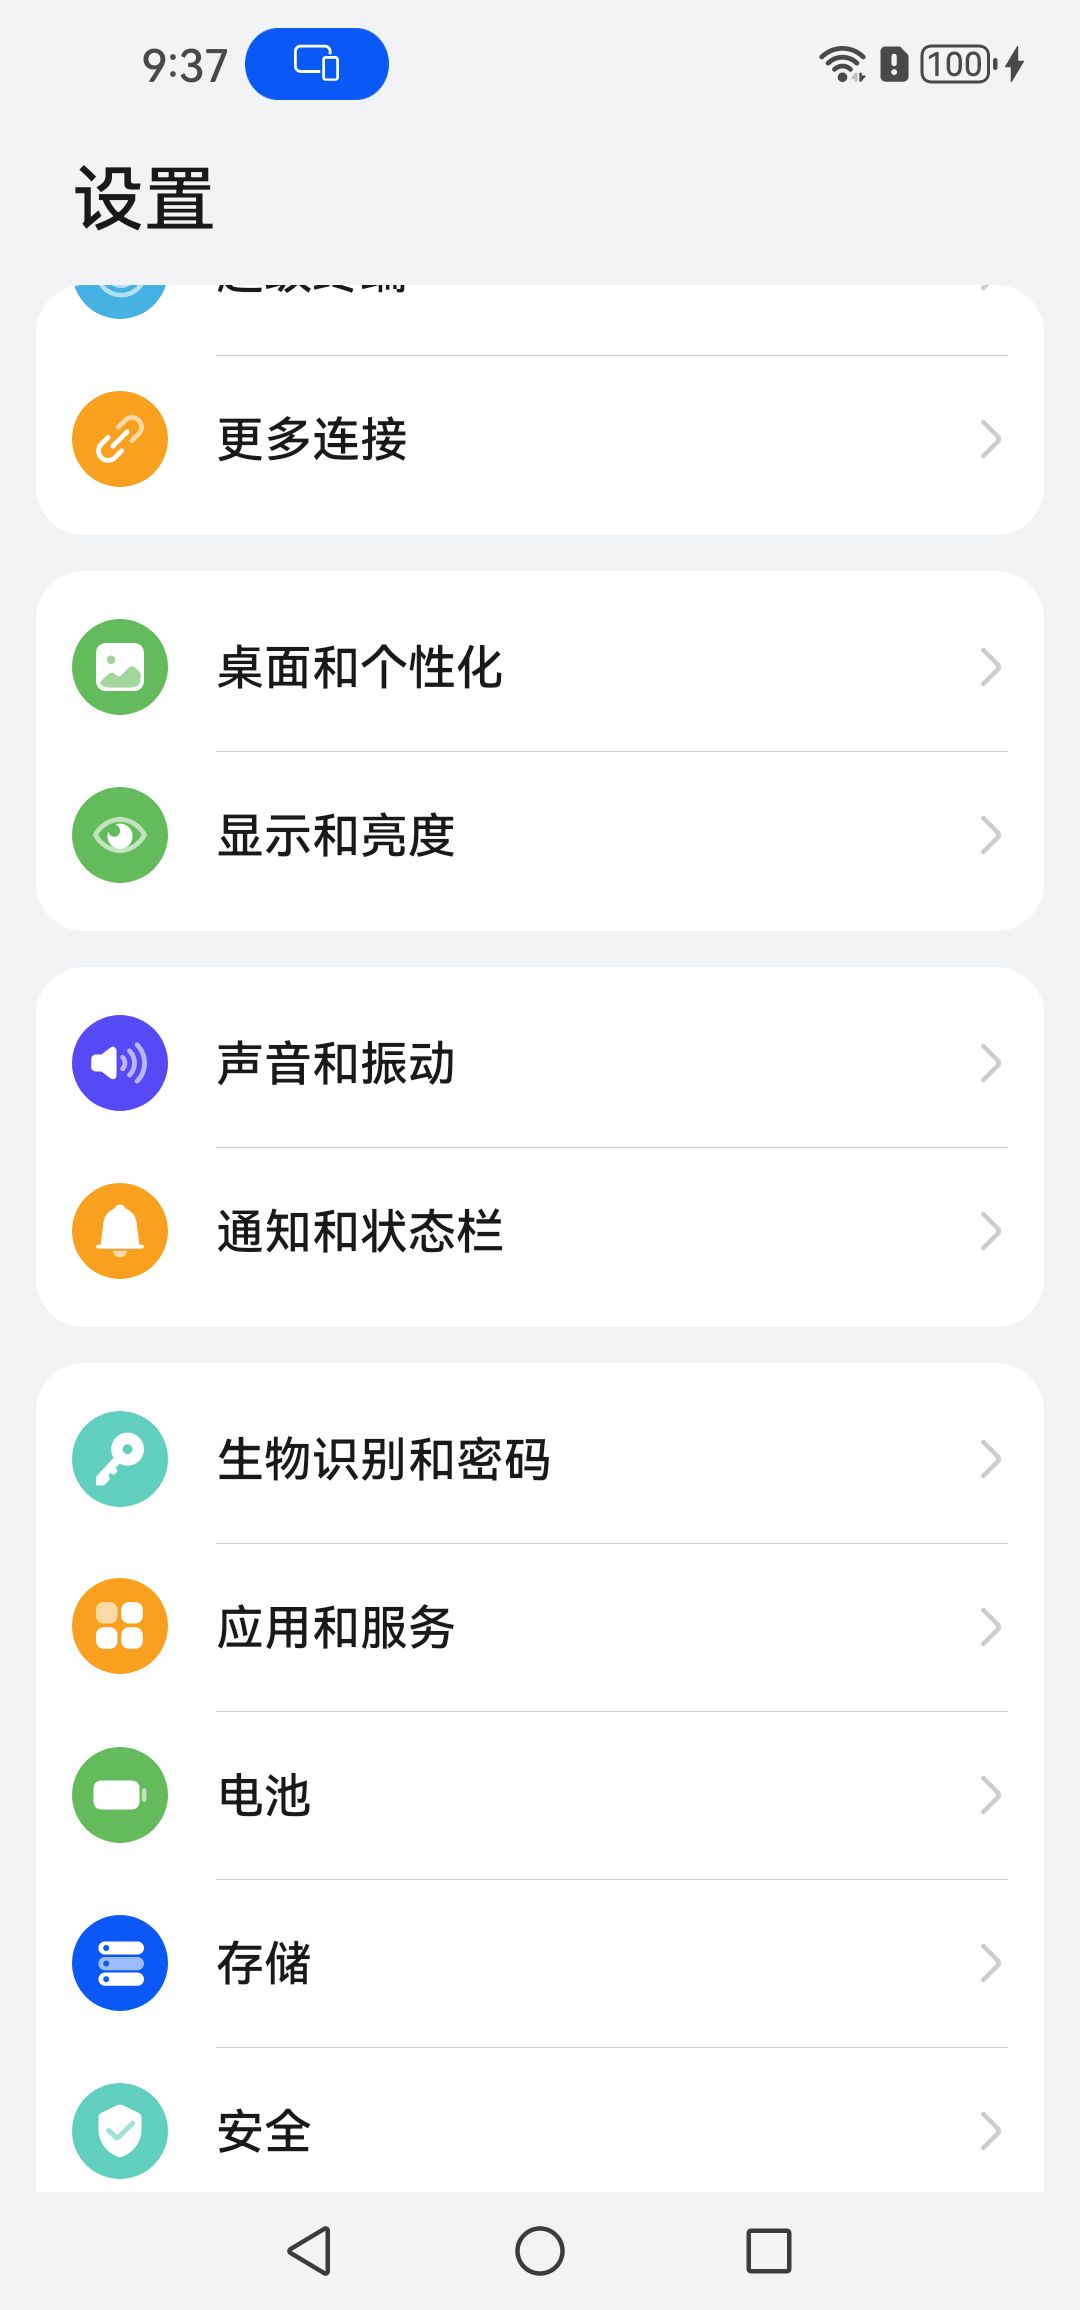 9:37
100
设置
更多连接
桌面和个性化
显示和亮度
声音和振动
通知和状态栏
生物识别和密码
应用和服务
电池
存储
安全